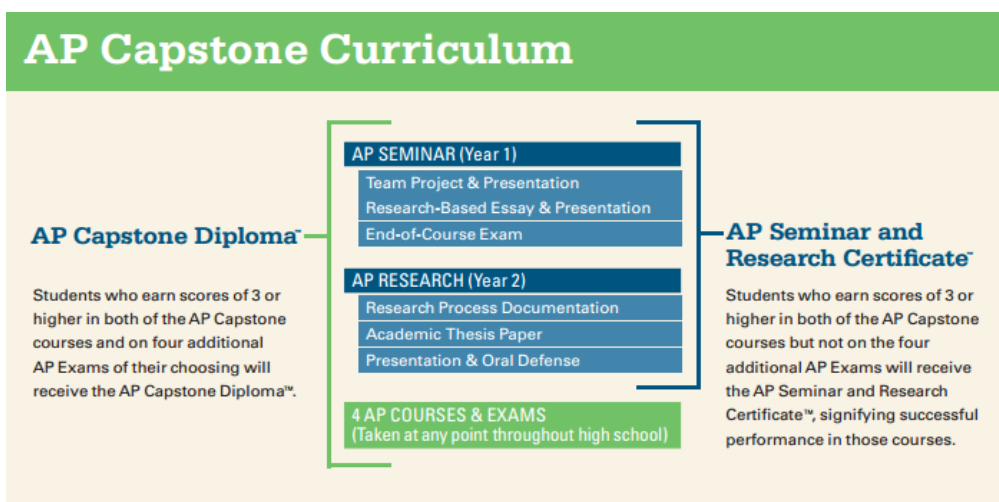 AP Capstone Curriculum
AP Capstone Diploma™
Students who earn scores of 3 or
higher in both of the AP Capstone
courses and on four additional
AP Exams of their choosing will
receive the AP Capstone Diploma™.
AP SEMINAR (Year 1)
Team Project & Presentation
Research-Based Essay & Presentation
End-of-Course Exam
AP RESEARCH (Year 2)
Research Process Documentation
Academic Thesis Paper
Presentation & Oral Defense
4 AP COURSES & EXAMS
(Taken at any point throughout high school)
AP Seminar and
Research Certificate™
Students who earn scores of 3 or
higher in both of the AP Capstone
courses but not on the four
additional AP Exams will receive
the AP Seminar and Research
Certificate™, signifying successful
performance in those courses.